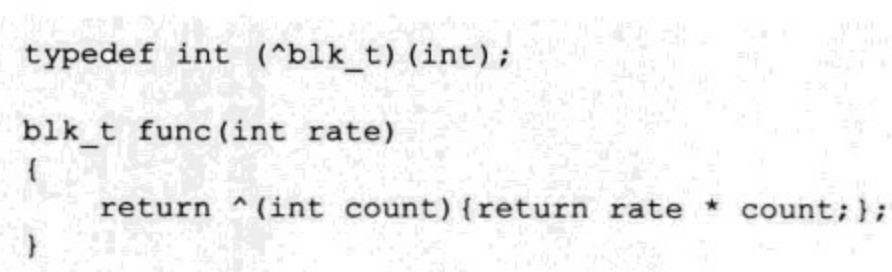 typedef int (^blk_t)(int);
blk_t func(int rate)
{
    return ^(int count){return rate * count;};
}